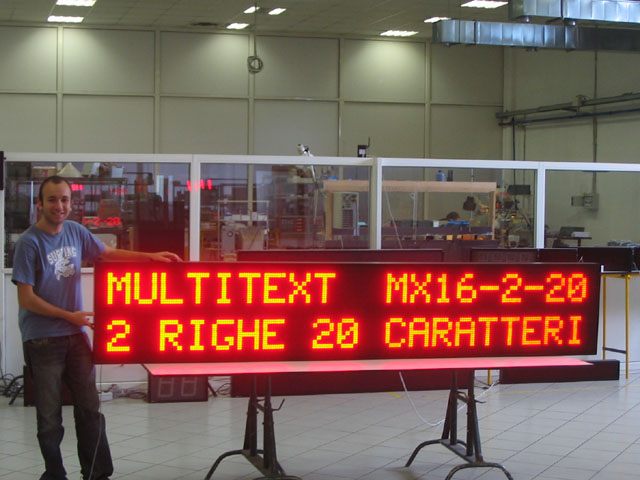 MULTITEXT MX16-2-20
2 RIGHE 20 CARATTERI